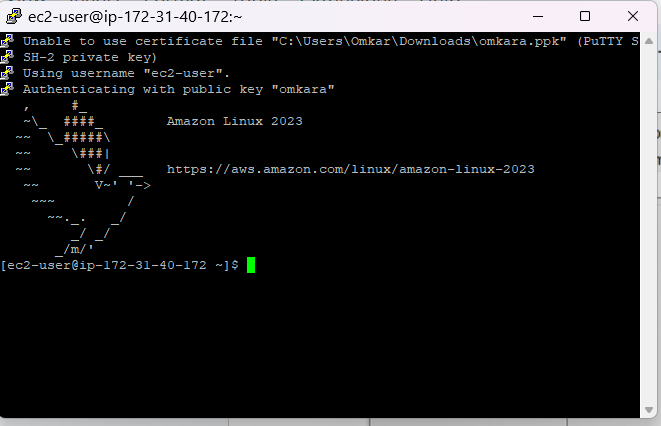 ec2-user@ip-172-31-40-172:~
Unable to use certificate file "C:\Users\Omkar\Downloads\omkara.ppk" (PuTTY S
SH-2 private key)
Using username "ec2-user".
Authenticating with public key "omkara"
   ,     #_
   ~\_  ####_        Amazon Linux 2023
  ~~  \_#####\
  ~~     \###|
  ~~       \#/ ___   https://aws.amazon.com/linux/amazon-linux-2023
   ~~       V~' '->
    ~~~         /
      ~~._.   _/
         _/ _/
       _/m/'
[ec2-user@ip-172-31-40-172 ~]$